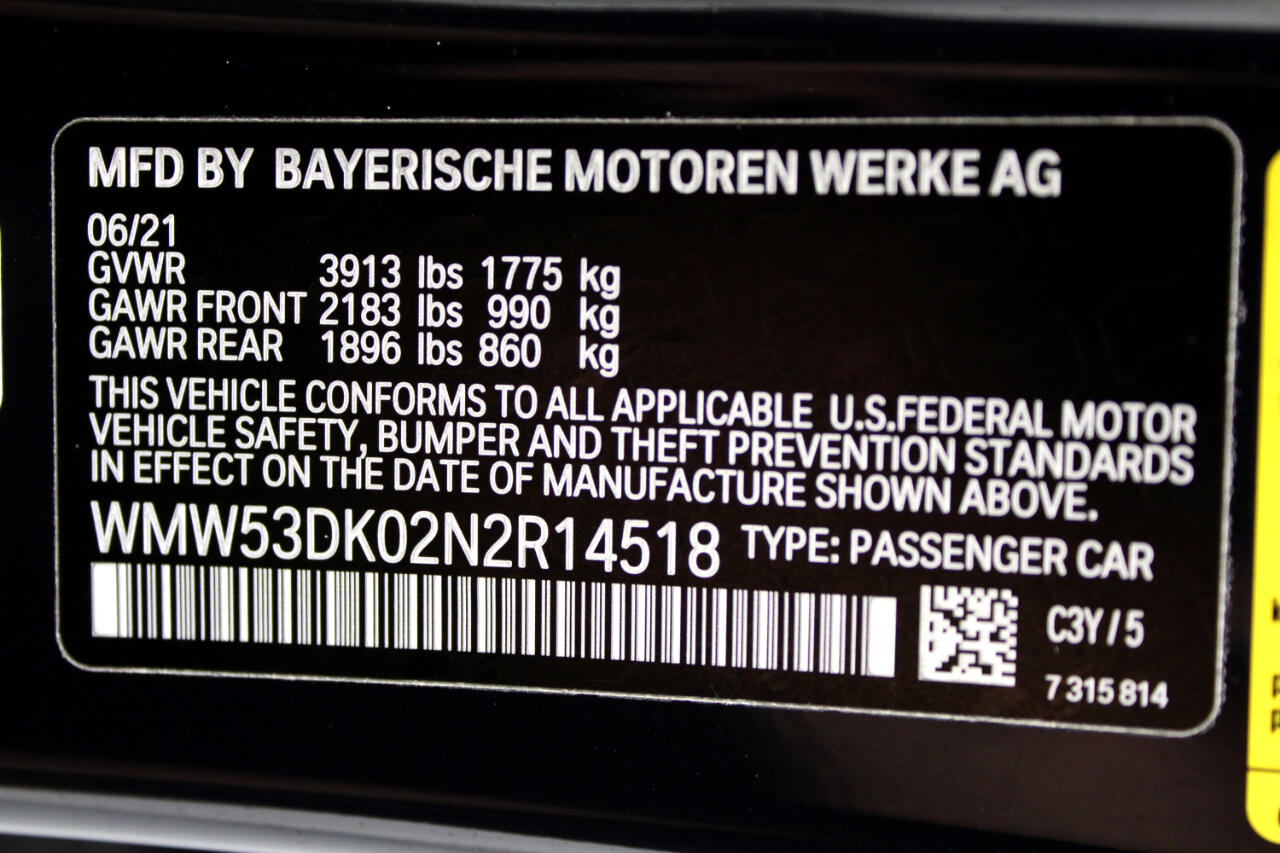 MFD BY BAYERISCHE MOTOREN WERKE AG
06/21
GVWR 3913 lbs 1775 kg
GAWR FRONT 2183 lbs 990 kg
GAWR REAR 1896 lbs 860 kg
THIS VEHICLE CONFORMS TO ALL APPLICABLE U.S.FEDERAL MOTOR
VEHICLE SAFETY, BUMPER AND THEFT PREVENTION STANDARDS
IN EFFECT ON THE DATE OF MANUFACTURE SHOWN ABOVE.
WMW53DK02N2R14518 TYPE: PASSENGER CAR
C3Y / 5
7 315 814